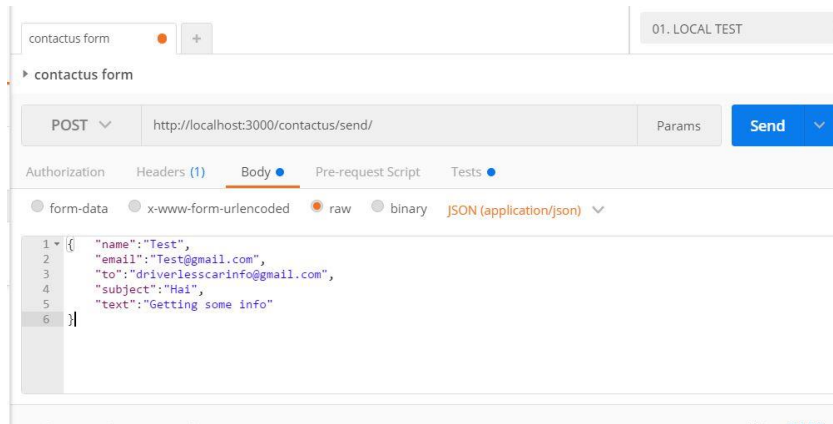 contactus form
+
01. LOCAL TEST
contactus form
POST http://localhost:3000/contactus/send/ Params Send
Authorization Headers (1) Body Pre-request Script Tests
form-data x-www-form-urlencoded raw binary JSON (application/json)
1 { "name":"Test",
2 "email":"Test@gmail.com",
3 "to":"driverlesscarinfo@gmail.com",
4 "subject":"Hai",
5 "text":"Getting some info"
6 }